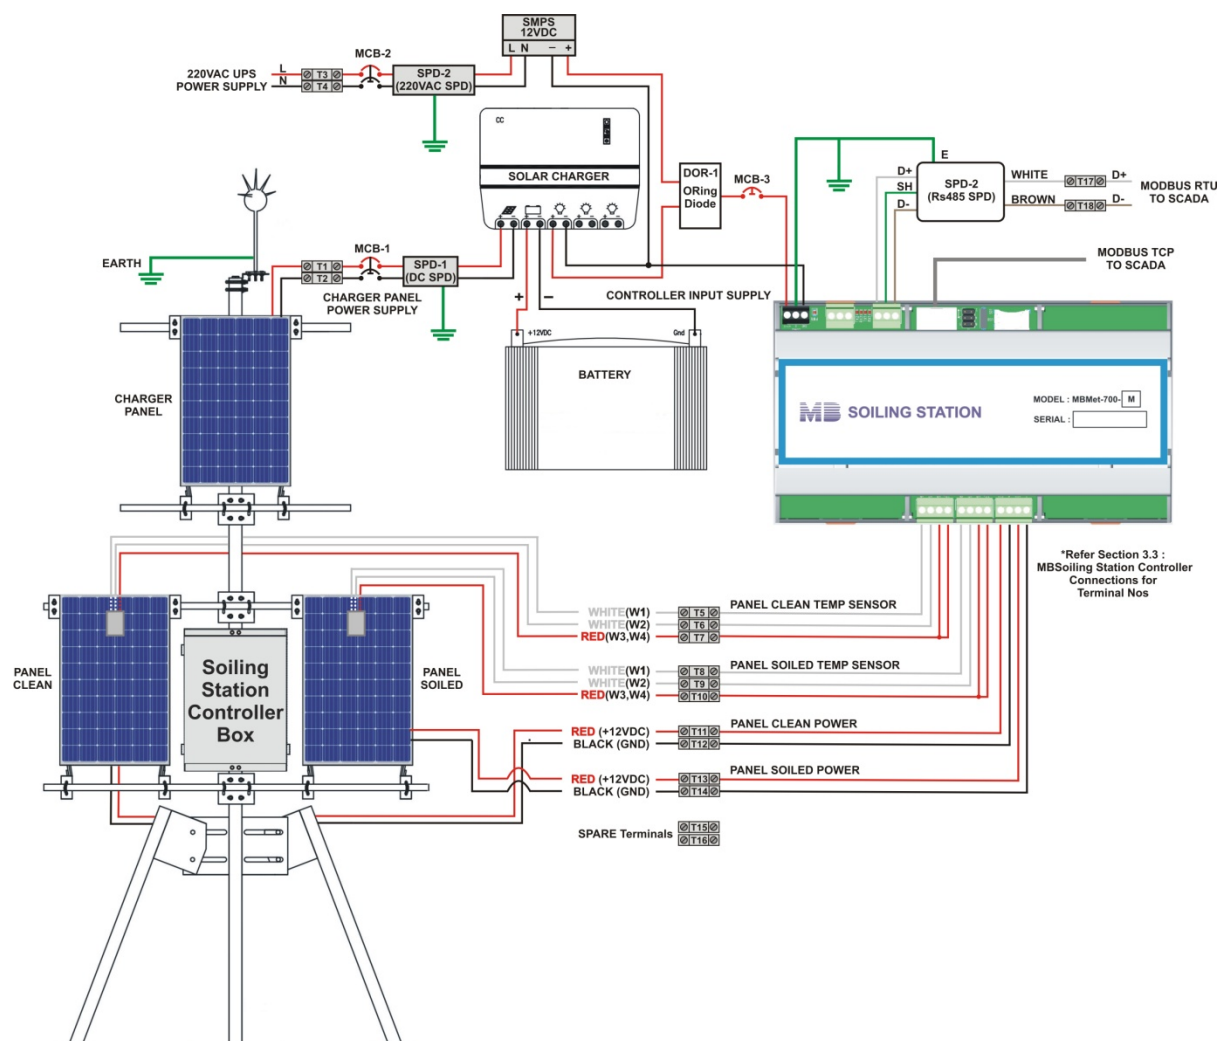 SMPS
12VDC
L N − +
MCB-2
220VAC UPS
POWER SUPPLY
L
N
T3
T4
SPD-2
(220VAC SPD)
CC
SOLAR CHARGER
DOR-1
ORing
Diode
MCB-3
E
D+
SH
D-
SPD-2
(Rs485 SPD)
WHITE
BROWN
T17
T18
D+
D-
MODBUS RTU
TO SCADA
MODBUS TCP
TO SCADA
EARTH
MCB-1
T1
T2
SPD-1
(DC SPD)
CHARGER PANEL
POWER SUPPLY
CONTROLLER INPUT SUPPLY
+
−
+12VDC
Gnd
BATTERY
CHARGER
PANEL
MB SOILING STATION
MODEL : MBMet-700- M
SERIAL :
*Refer Section 3.3 :
MBSoiling Station Controller
Connections for
Terminal Nos
PANEL
CLEAN
Soiling
Station
Controller
Box
PANEL
SOILED
WHITE(W1) T5 PANEL CLEAN TEMP SENSOR
WHITE(W2) T6
RED(W3,W4) T7
WHITE(W1) T8 PANEL SOILED TEMP SENSOR
WHITE(W2) T9
RED(W3,W4) T10
RED (+12VDC) T11 PANEL CLEAN POWER
BLACK (GND) T12
RED (+12VDC) T13 PANEL SOILED POWER
BLACK (GND) T14
SPARE Terminals
T15
T16